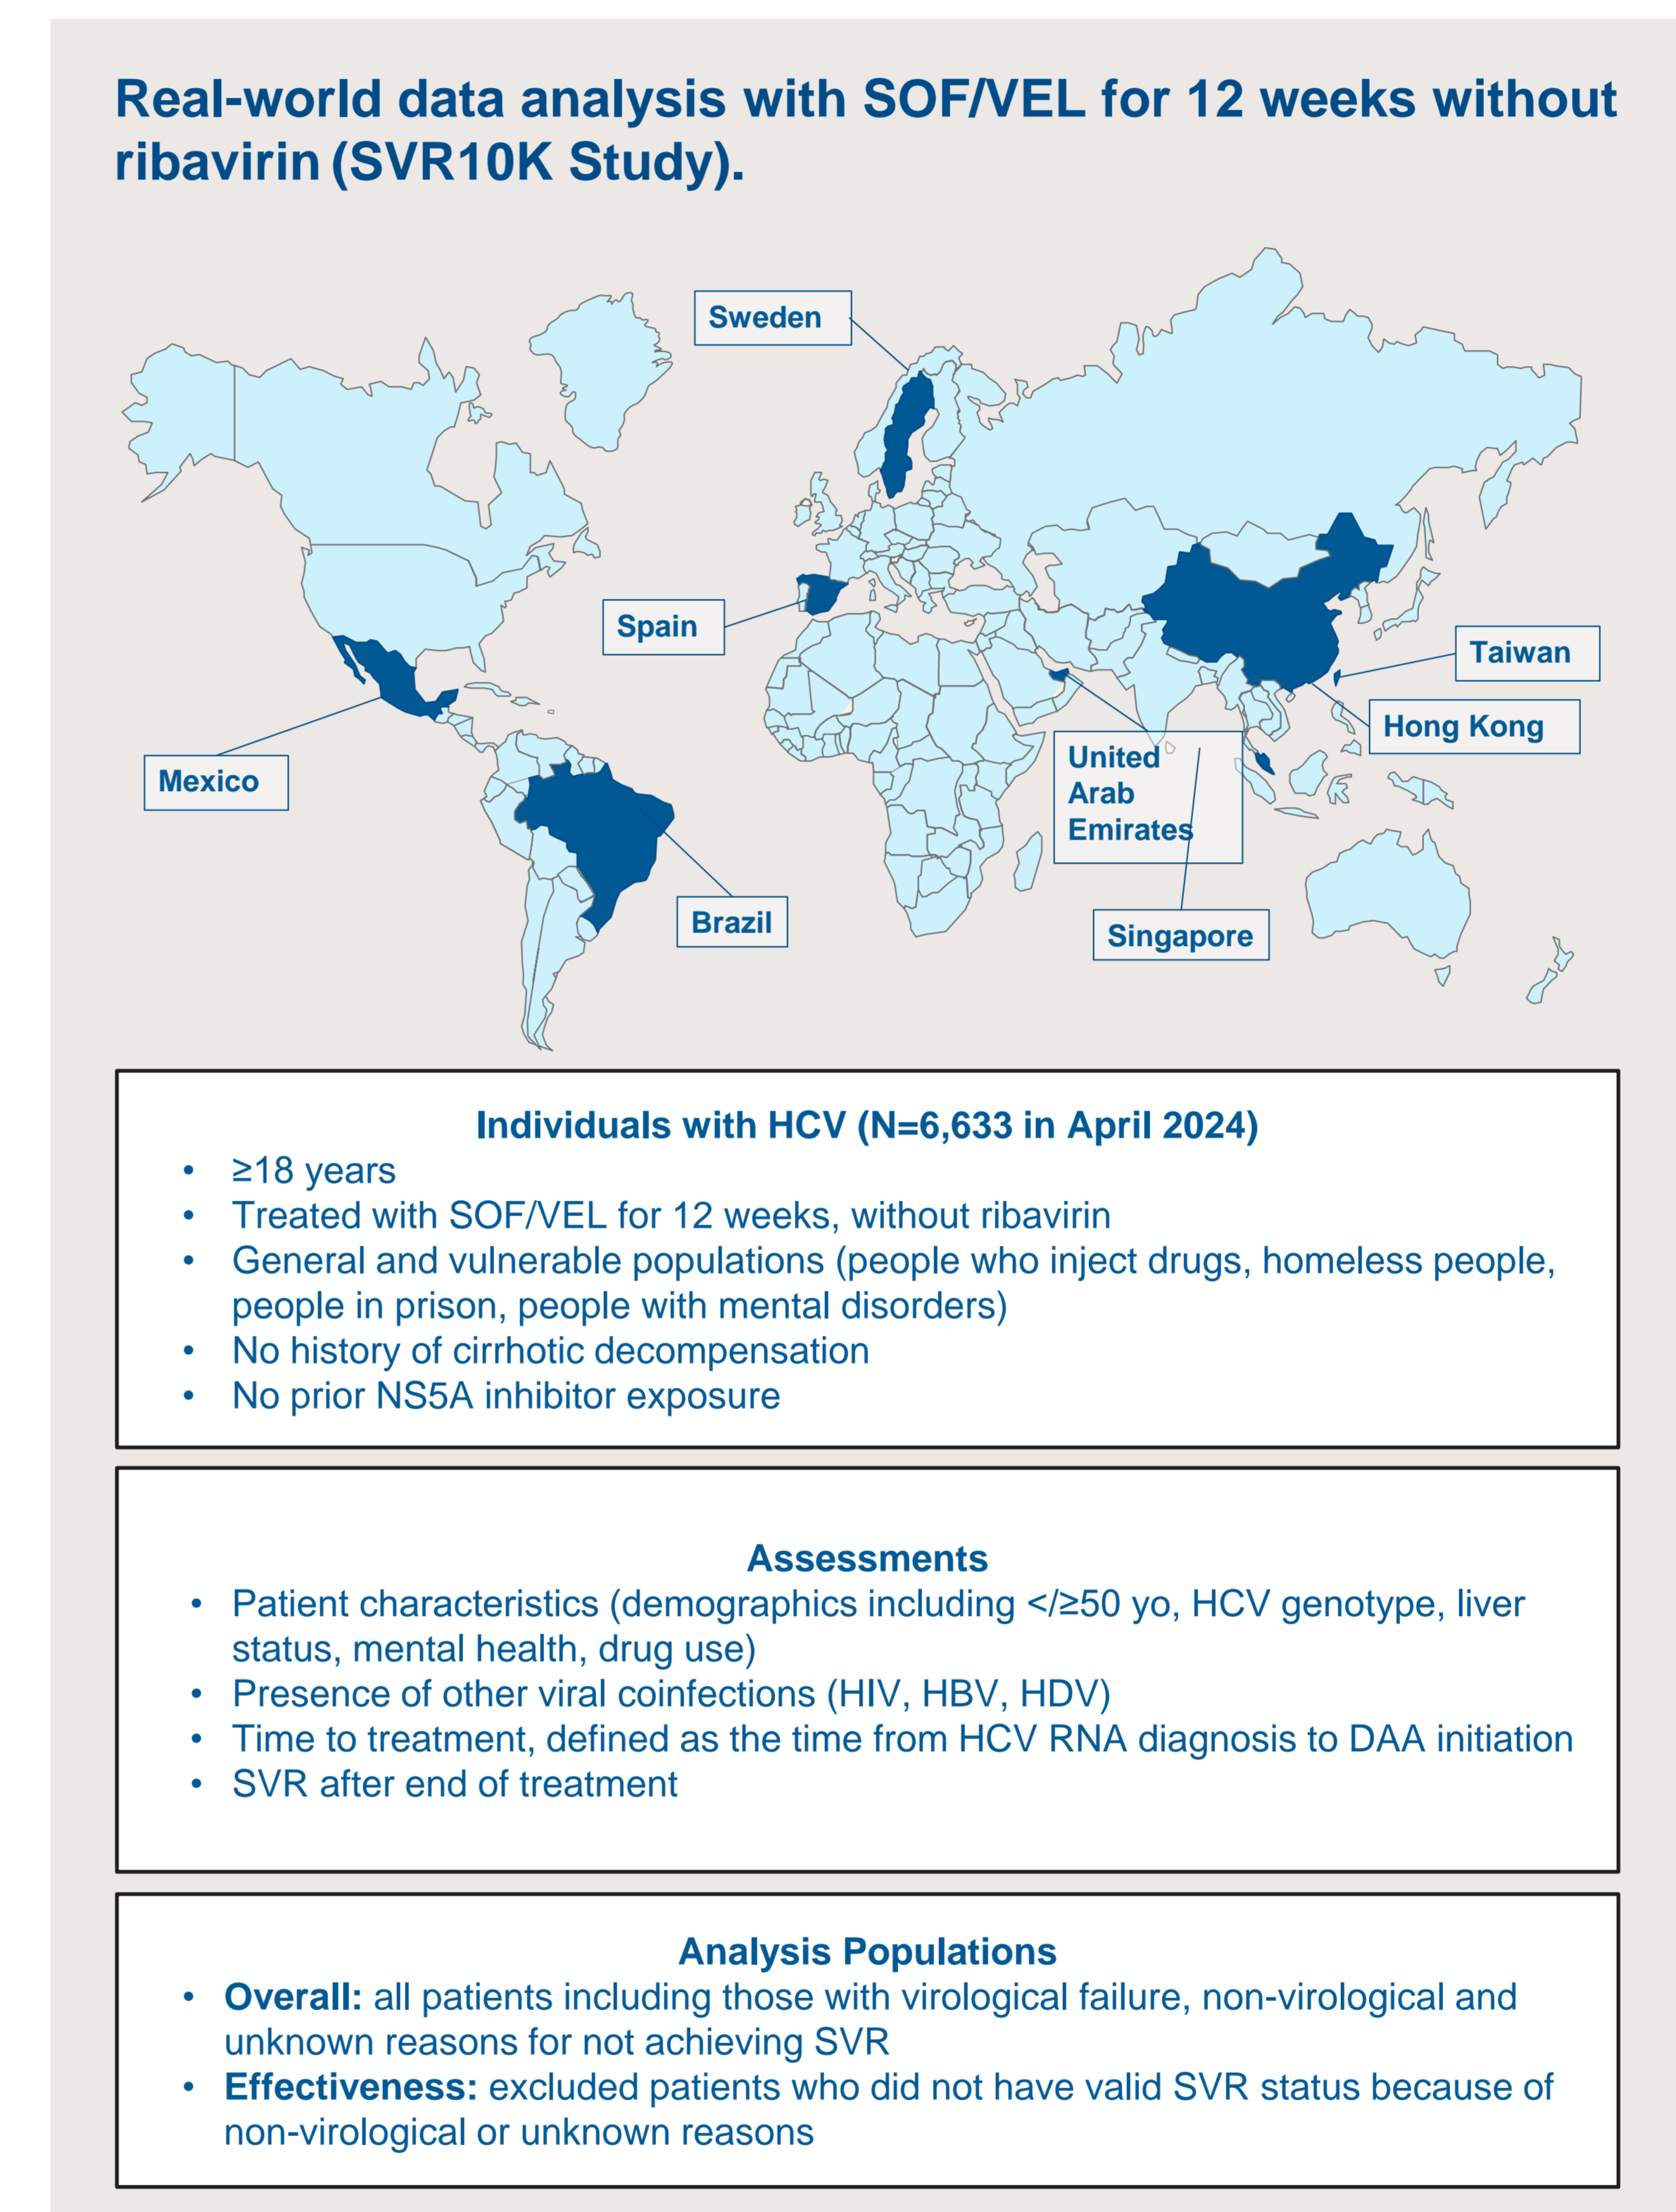 Real-world data analysis with SOF/VEL for 12 weeks without
ribavirin (SVR10K Study).
Sweden
Spain
Taiwan
Hong Kong
United
Arab
Emirates
Mexico
Brazil
Singapore
Individuals with HCV (N=6,633 in April 2024)
• ≥18 years
• Treated with SOF/VEL for 12 weeks, without ribavirin
• General and vulnerable populations (people who inject drugs, homeless people,
people in prison, people with mental disorders)
• No history of cirrhotic decompensation
• No prior NS5A inhibitor exposure
Assessments
• Patient characteristics (demographics including </≥50 yo, HCV genotype, liver
status, mental health, drug use)
• Presence of other viral coinfections (HIV, HBV, HDV)
• Time to treatment, defined as the time from HCV RNA diagnosis to DAA initiation
• SVR after end of treatment
Analysis Populations
• Overall: all patients including those with virological failure, non-virological and
unknown reasons for not achieving SVR
• Effectiveness: excluded patients who did not have valid SVR status because of
non-virological or unknown reasons